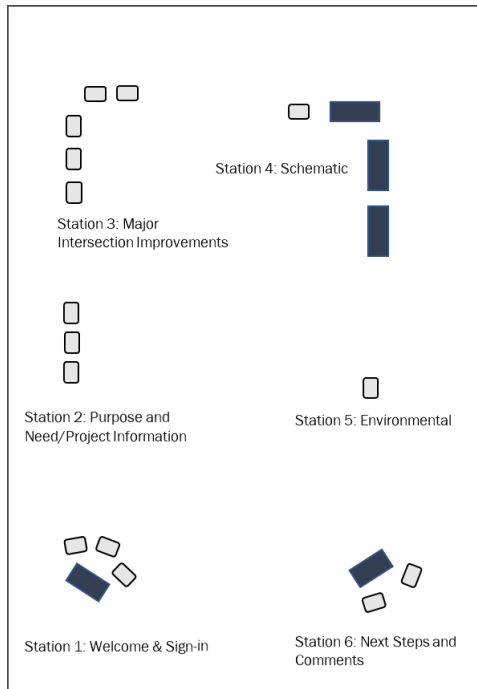 Station 4: Schematic
Station 3: Major
Intersection Improvements
Station 2: Purpose and
Need/Project Information
Station 5: Environmental
Station 1: Welcome & Sign-in
Station 6: Next Steps and
Comments